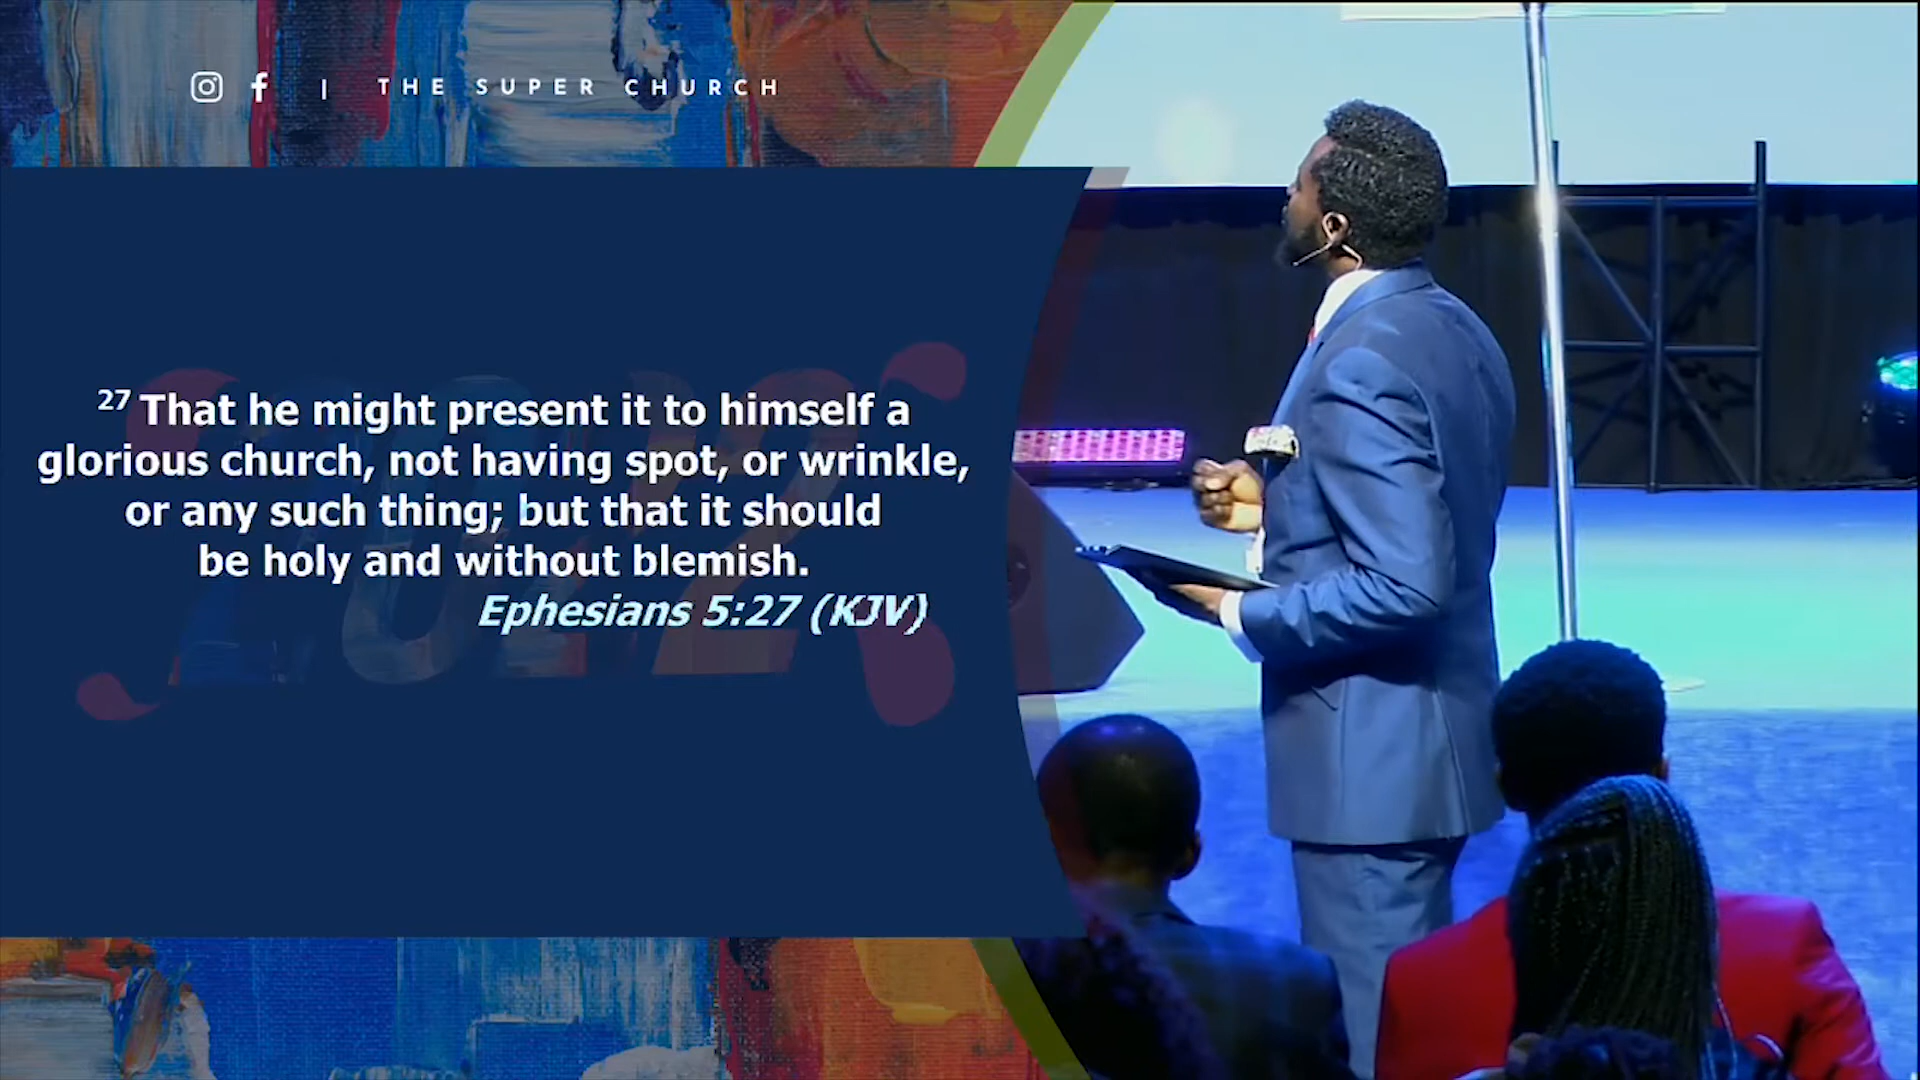 | THE SUPER CHURCH
27 That he might present it to himself a
glorious church, not having spot, or wrinkle,
or any such thing; but that it should
be holy and without blemish.
Ephesians 5:27 (KJV)
2022